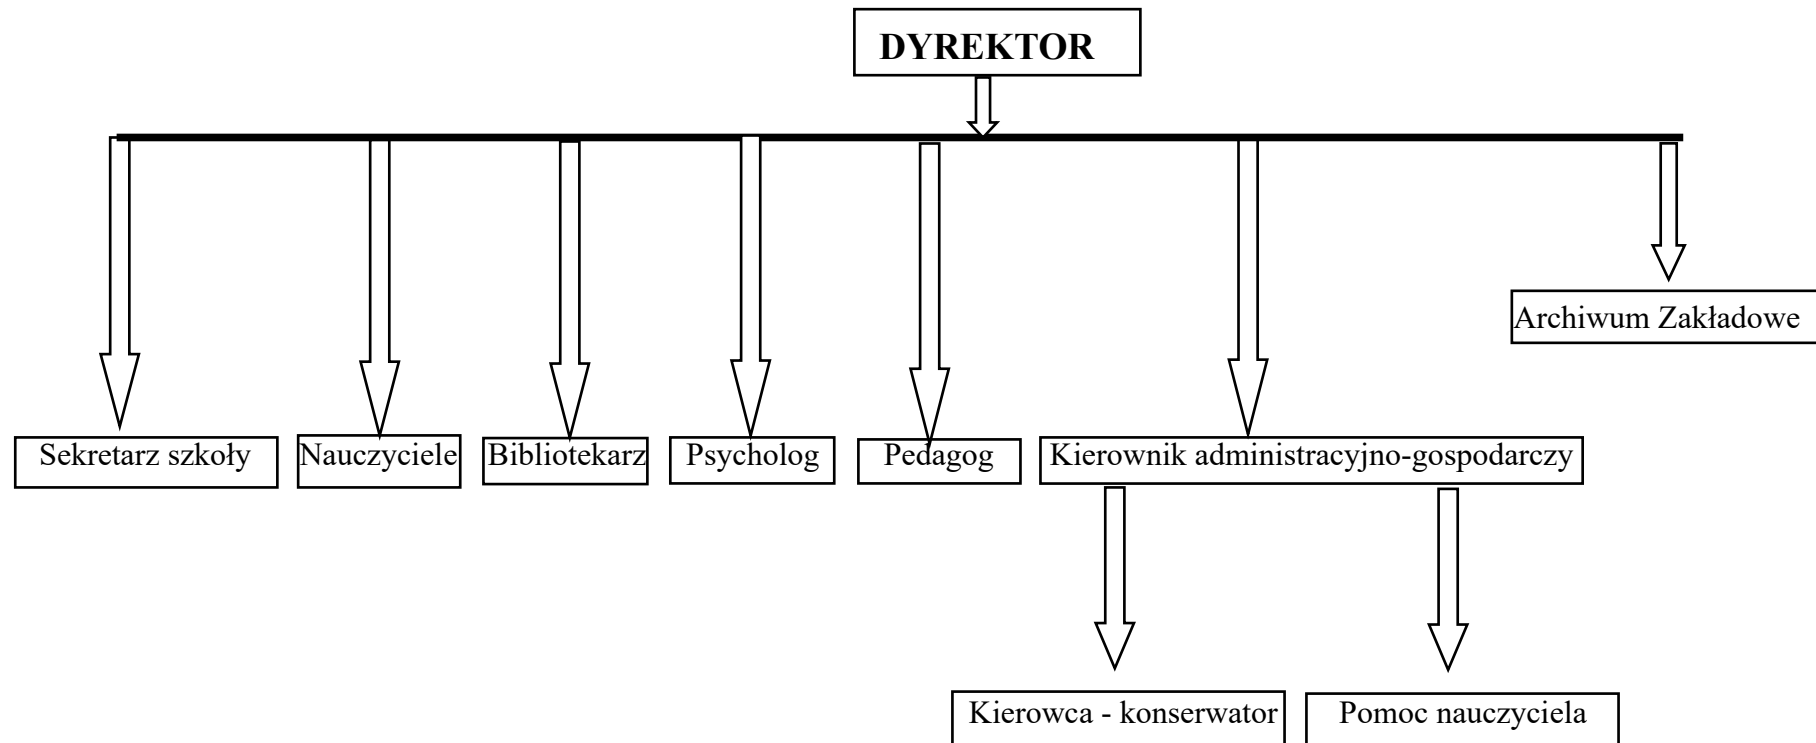 DYREKTOR
Archiwum Zakładowe
Sekretarz szkoły
Nauczyciele
Bibliotekarz
Psycholog
Pedagog
Kierownik administracyjno-gospodarczy
Kierowca - konserwator
Pomoc nauczyciela